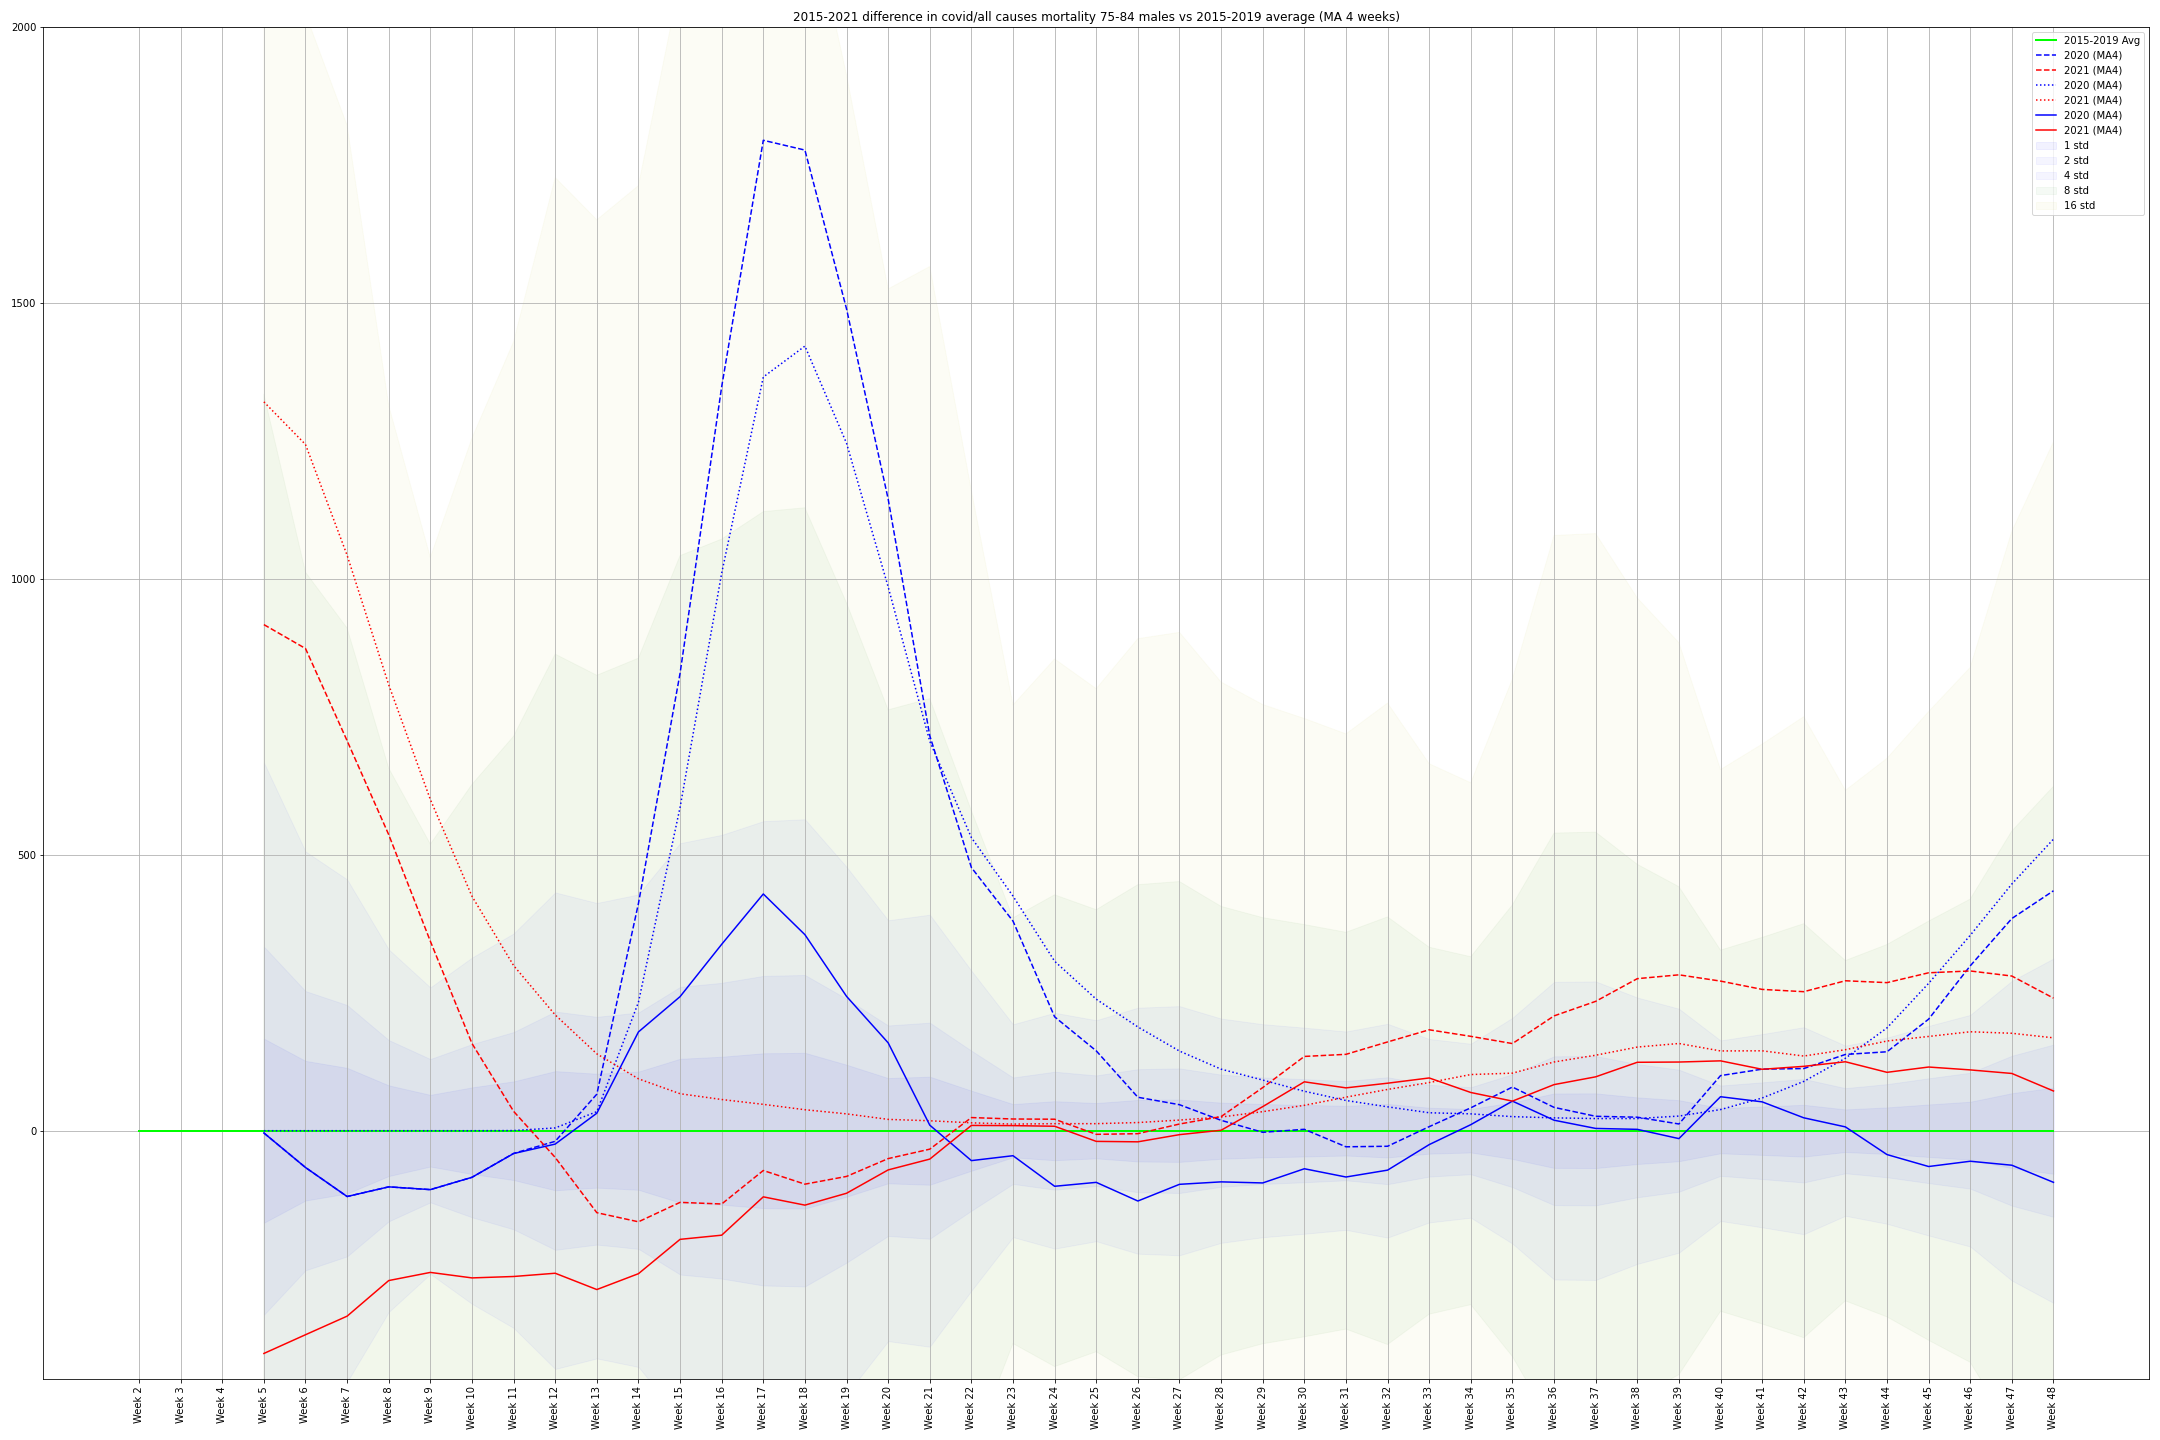 2015-2021 difference in covid/all causes mortality 75-84 males vs 2015-2019 average (MA 4 weeks)
2000
1500
1000
500
0
2015-2019 Avg
2020 (MA4)
2021 (MA4)
2020 (MA4)
2021 (MA4)
2020 (MA4)
2021 (MA4)
1 std
2 std
4 std
8 std
16 std
Week 2
Week 3
Week 4
Week 5
Week 6
Week 7
Week 8
Week 9
Week 10
Week 11
Week 12
Week 13
Week 14
Week 15
Week 16
Week 17
Week 18
Week 19
Week 20
Week 21
Week 22
Week 23
Week 24
Week 25
Week 26
Week 27
Week 28
Week 29
Week 30
Week 31
Week 32
Week 33
Week 34
Week 35
Week 36
Week 37
Week 38
Week 39
Week 40
Week 41
Week 42
Week 43
Week 44
Week 45
Week 46
Week 47
Week 48